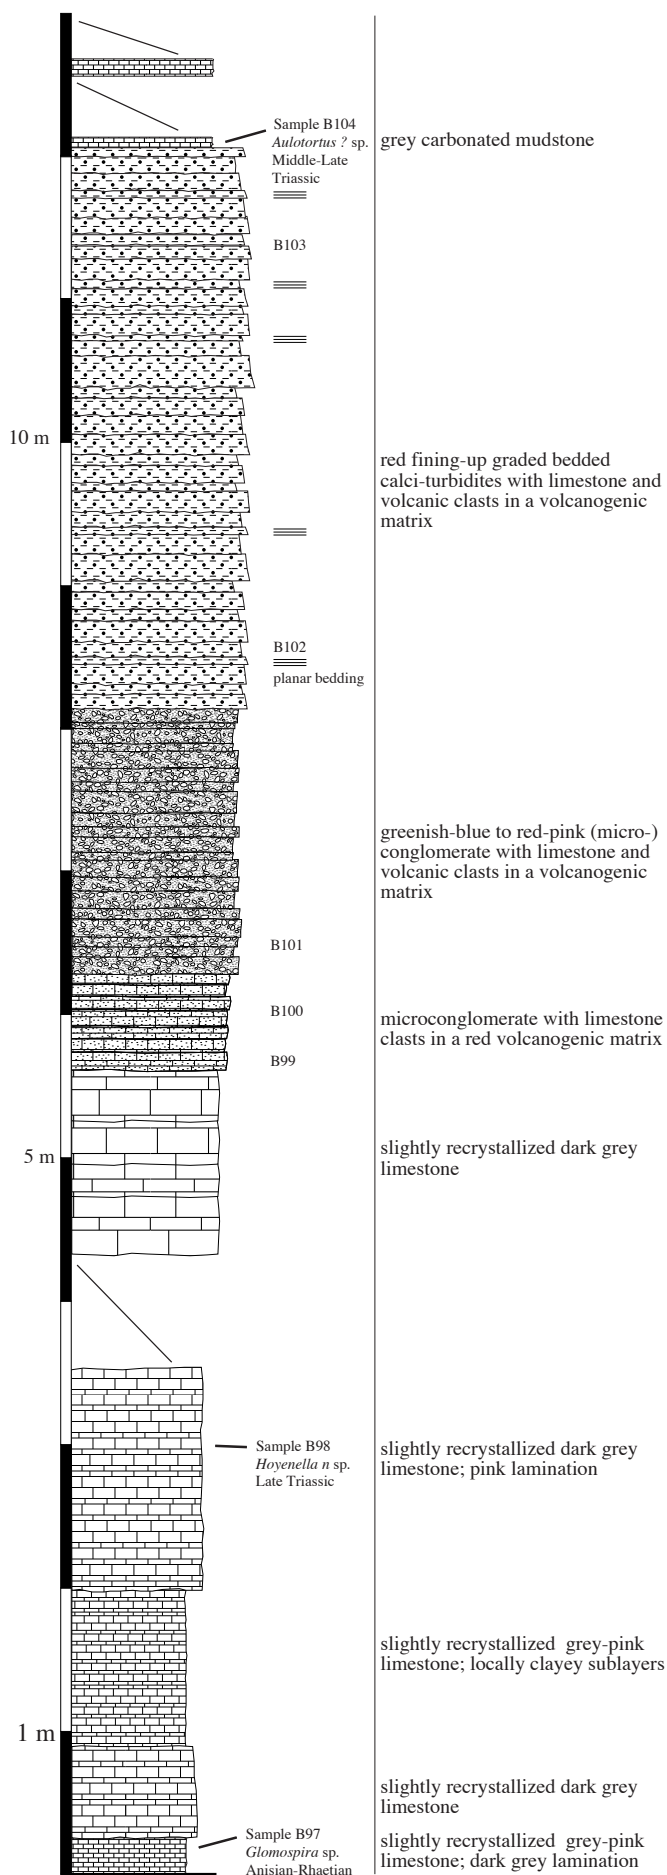 Sample B104
Aulotortus ? sp.
Middle-Late
Triassic
grey carbonated mudstone
B103
10 m
red fining-up graded bedded
calci-turbidites with limestone and
volcanic clasts in a volcanogenic
matrix
B102
planar bedding
greenish-blue to red-pink (micro-)
conglomerate with limestone and
volcanic clasts in a volcanogenic
matrix
B101
B100
microconglomerate with limestone
clasts in a red volcanogenic matrix
B99
5 m
slightly recrystallized dark grey
limestone
Sample B98
Hoyenella n sp.
Late Triassic
slightly recrystallized dark grey
limestone; pink lamination
slightly recrystallized grey-pink
limestone; locally clayey sublayers
1 m
slightly recrystallized dark grey
limestone
Sample B97
Glomospira sp.
Anisian-Rhaetian
slightly recrystallized grey-pink
limestone; dark grey lamination